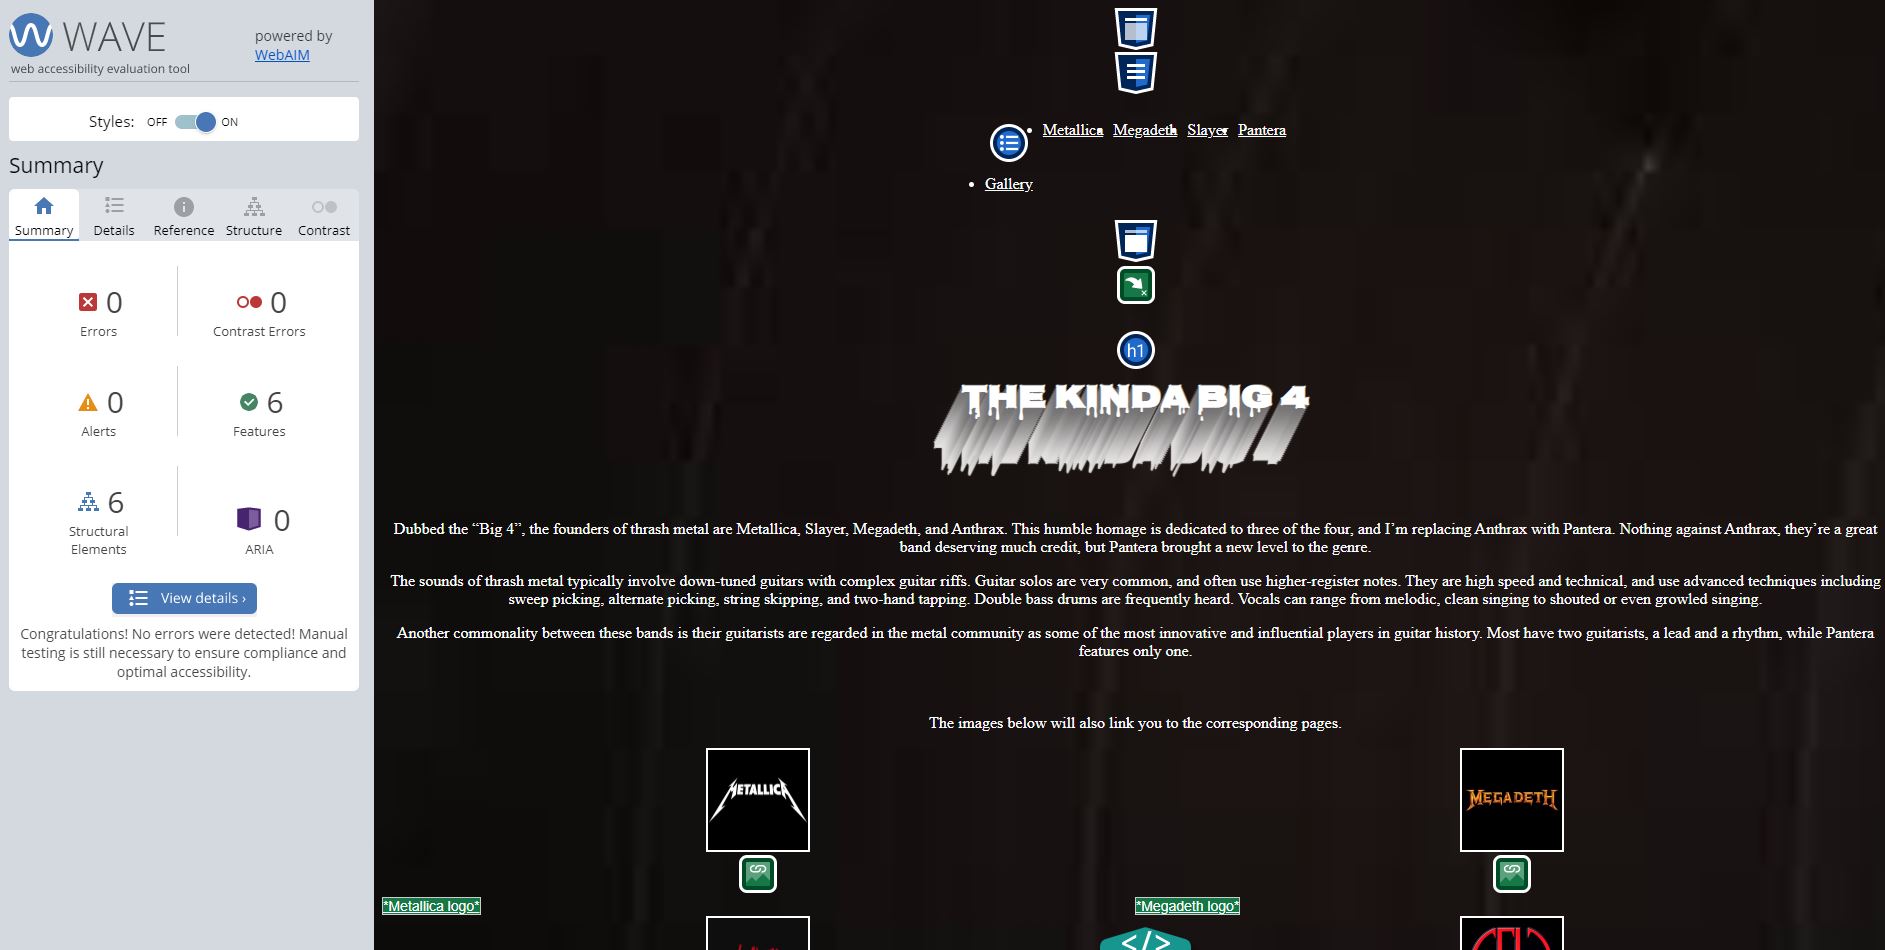 WAVE
powered by
WebAIM
web accessibility evaluation tool
Styles: OFF ON
Summary
Summary Details Reference Structure Contrast
0
Errors
0
Contrast Errors
0
Alerts
6
Features
6
Structural
Elements
0
ARIA
View details ›
Congratulations! No errors were detected! Manual
testing is still necessary to ensure compliance and
optimal accessibility.
• Metallica • Megadeth • Slayer • Pantera
• Gallery
h1
THE KINDA BIG 4
Dubbed the “Big 4”, the founders of thrash metal are Metallica, Slayer, Megadeth, and Anthrax. This humble homage is dedicated to three of the four, and I’m replacing Anthrax with Pantera. Nothing against Anthrax, they’re a great
band deserving much credit, but Pantera brought a new level to the genre.
The sounds of thrash metal typically involve down-tuned guitars with complex guitar riffs. Guitar solos are very common, and often use higher-register notes. They are high speed and technical, and use advanced techniques including
sweep picking, alternate picking, string skipping, and two-hand tapping. Double bass drums are frequently heard. Vocals can range from melodic, clean singing to shouted or even growled singing.
Another commonality between these bands is their guitarists are regarded in the metal community as some of the most innovative and influential players in guitar history. Most have two guitarists, a lead and a rhythm, while Pantera
features only one.
The images below will also link you to the corresponding pages.
METALLICA
MEGADETH
*Metallica logo*
*Megadeth logo*
</>